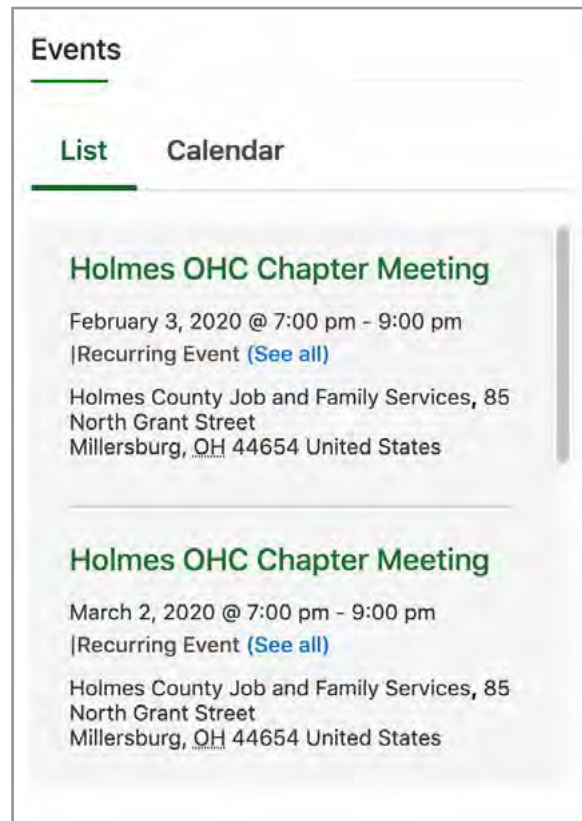 Events
List Calendar
Holmes OHC Chapter Meeting
February 3, 2020 @ 7:00 pm - 9:00 pm
|Recurring Event (See all)
Holmes County Job and Family Services, 85
North Grant Street
Millersburg, OH 44654 United States
Holmes OHC Chapter Meeting
March 2, 2020 @ 7:00 pm - 9:00 pm
|Recurring Event (See all)
Holmes County Job and Family Services, 85
North Grant Street
Millersburg, OH 44654 United States